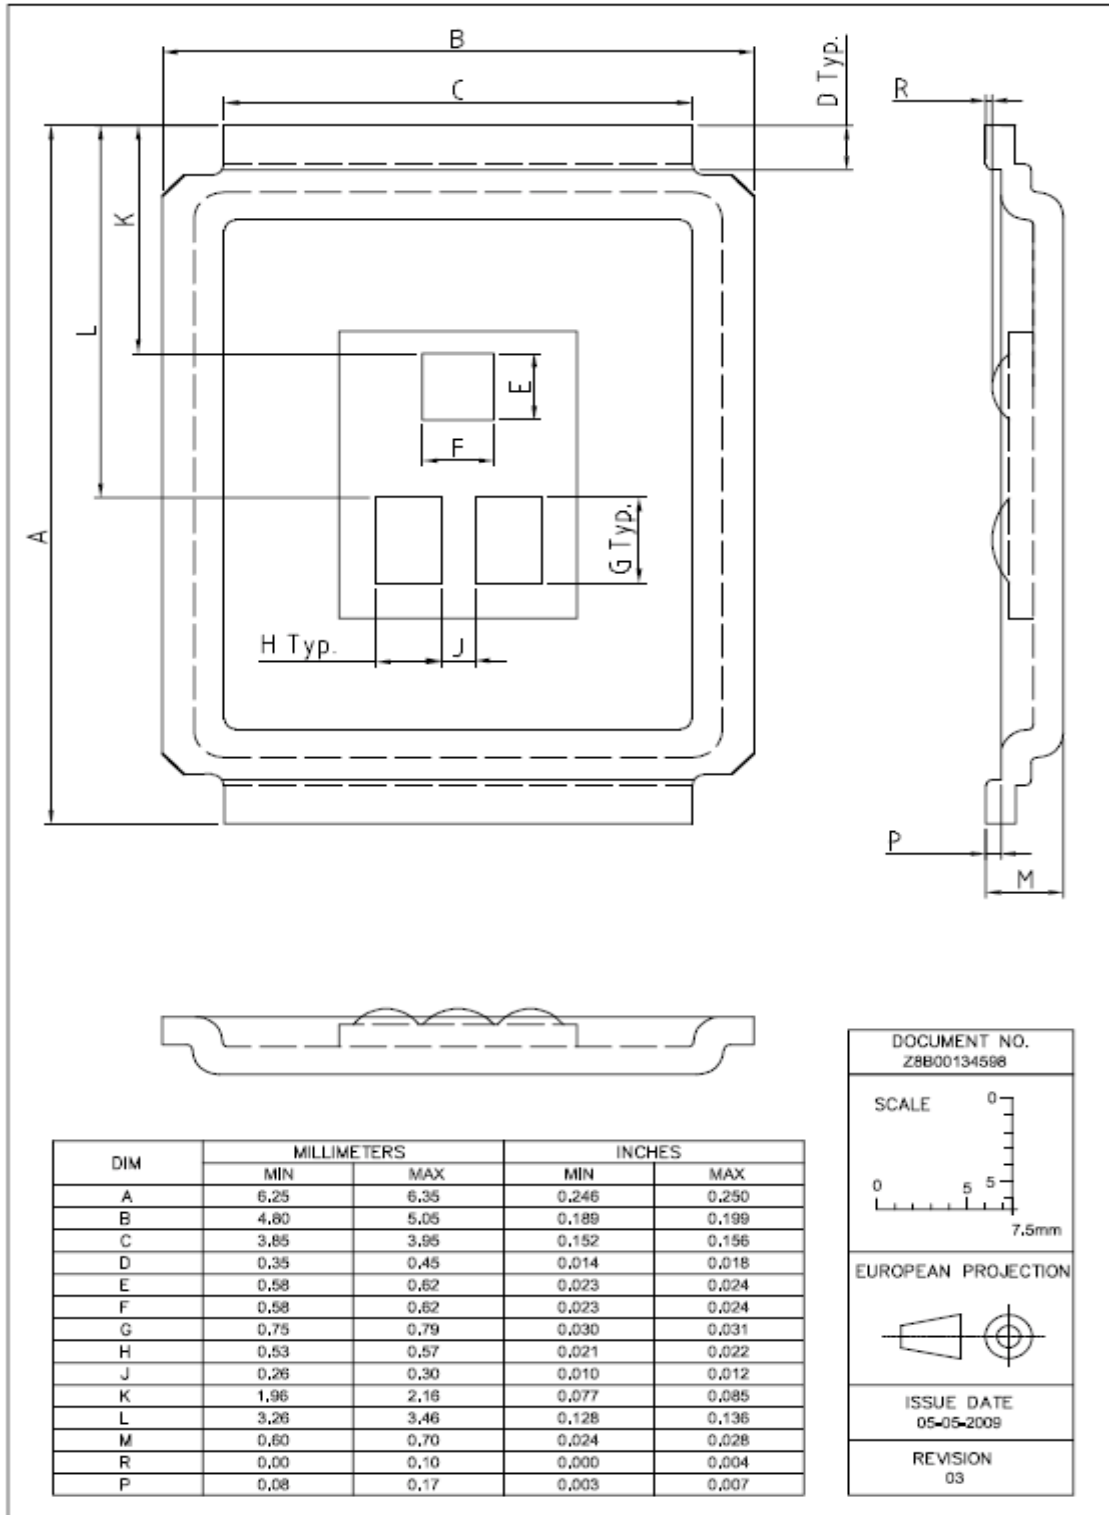 B
C
D Typ.
R
K
L
A
E
F
G Typ.
H Typ.
J
P
M
DOCUMENT NO.
Z8B00134598
SCALE
0
0
5
5
7.5mm
EUROPEAN PROJECTION
ISSUE DATE
05-05-2009
REVISION
03
DIM MILLIMETERS INCHES
MIN MAX MIN MAX
A 6.25 6.35 0.246 0.250
B 4.80 5.05 0.189 0.199
C 3.85 3.95 0.152 0.156
D 0.35 0.45 0.014 0.018
E 0.58 0.62 0.023 0.024
F 0.58 0.62 0.023 0.024
G 0.75 0.79 0.030 0.031
H 0.53 0.57 0.021 0.022
J 0.26 0.30 0.010 0.012
K 1.96 2.16 0.077 0.085
L 3.26 3.46 0.128 0.136
M 0.60 0.70 0.024 0.028
R 0.00 0.10 0.000 0.004
P 0.08 0.17 0.003 0.007